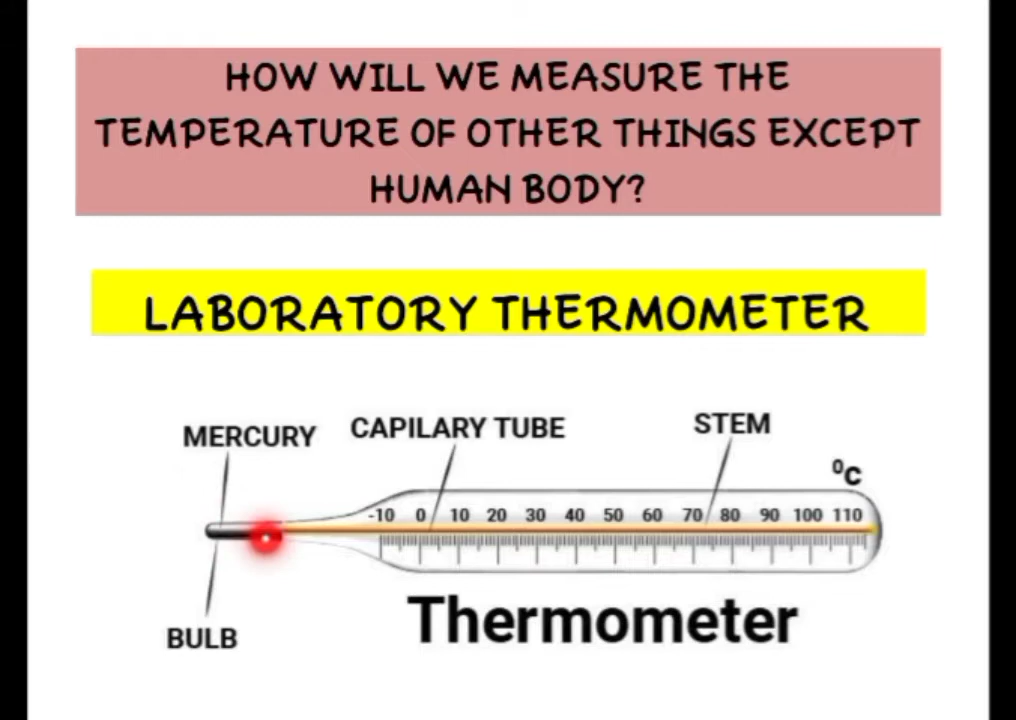 HOW WILL WE MEASURE THE
TEMPERATURE OF OTHER THINGS EXCEPT
HUMAN BODY?
LABORATORY THERMOMETER
MERCURY
CAPILARY TUBE
STEM
⁰C
-10 0 10 20 30 40 50 60 70 80 90 100 110
BULB
Thermometer